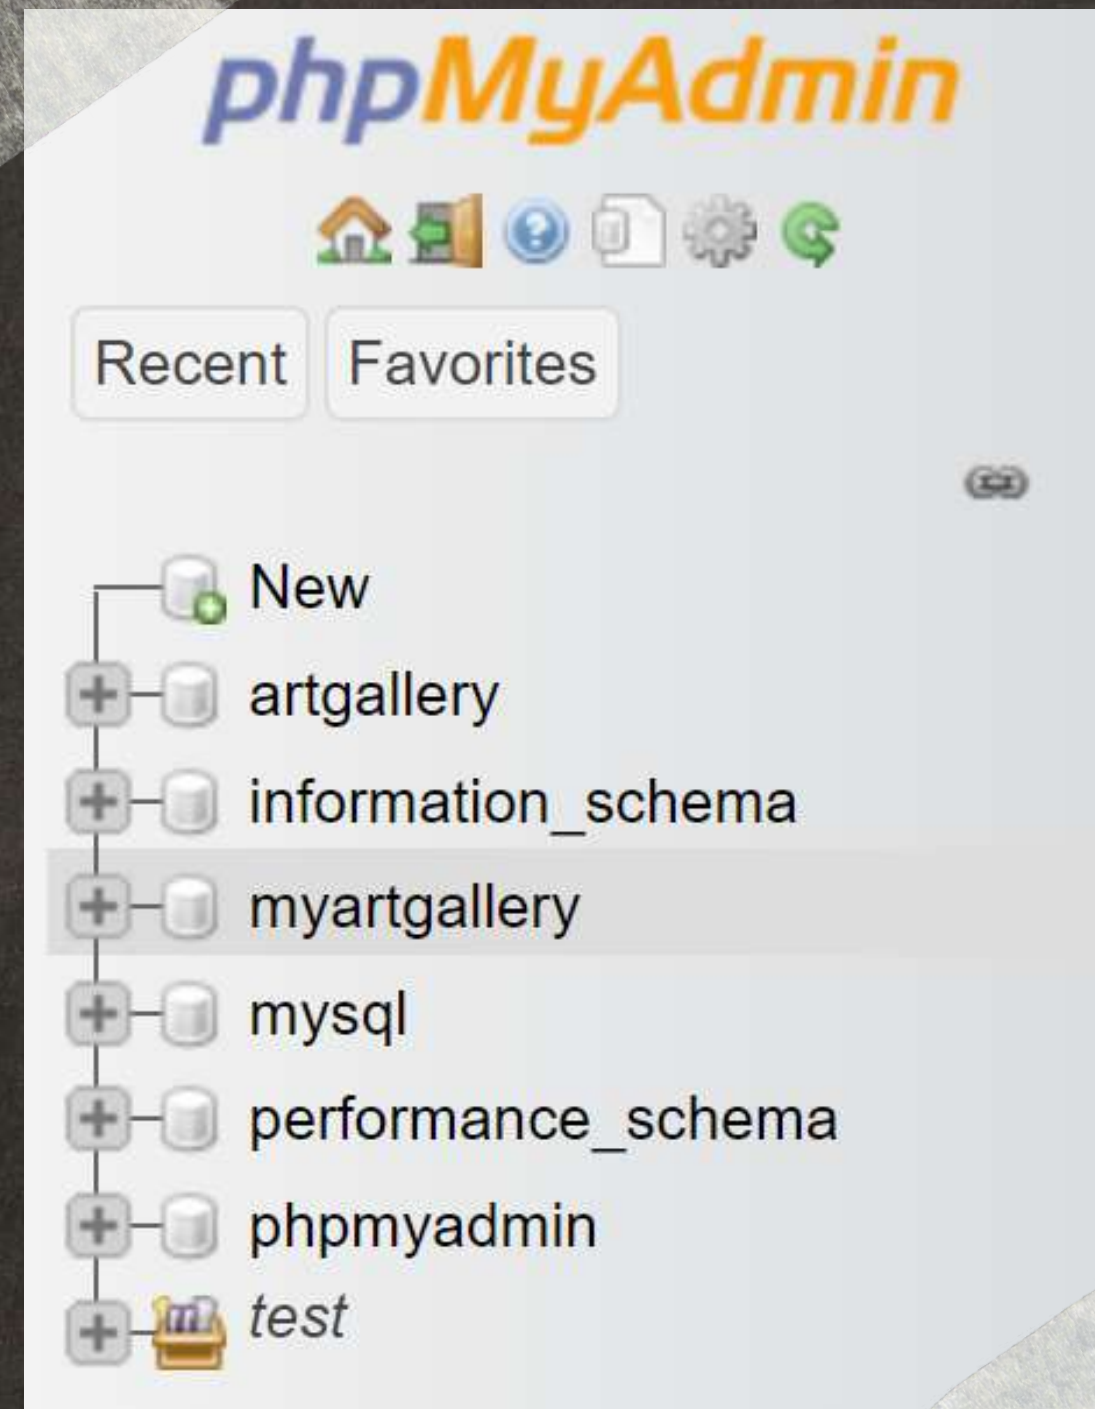 phpMyAdmin
Recent Favorites
New
artgallery
information_schema
myartgallery
mysql
performance_schema
phpmyadmin
test